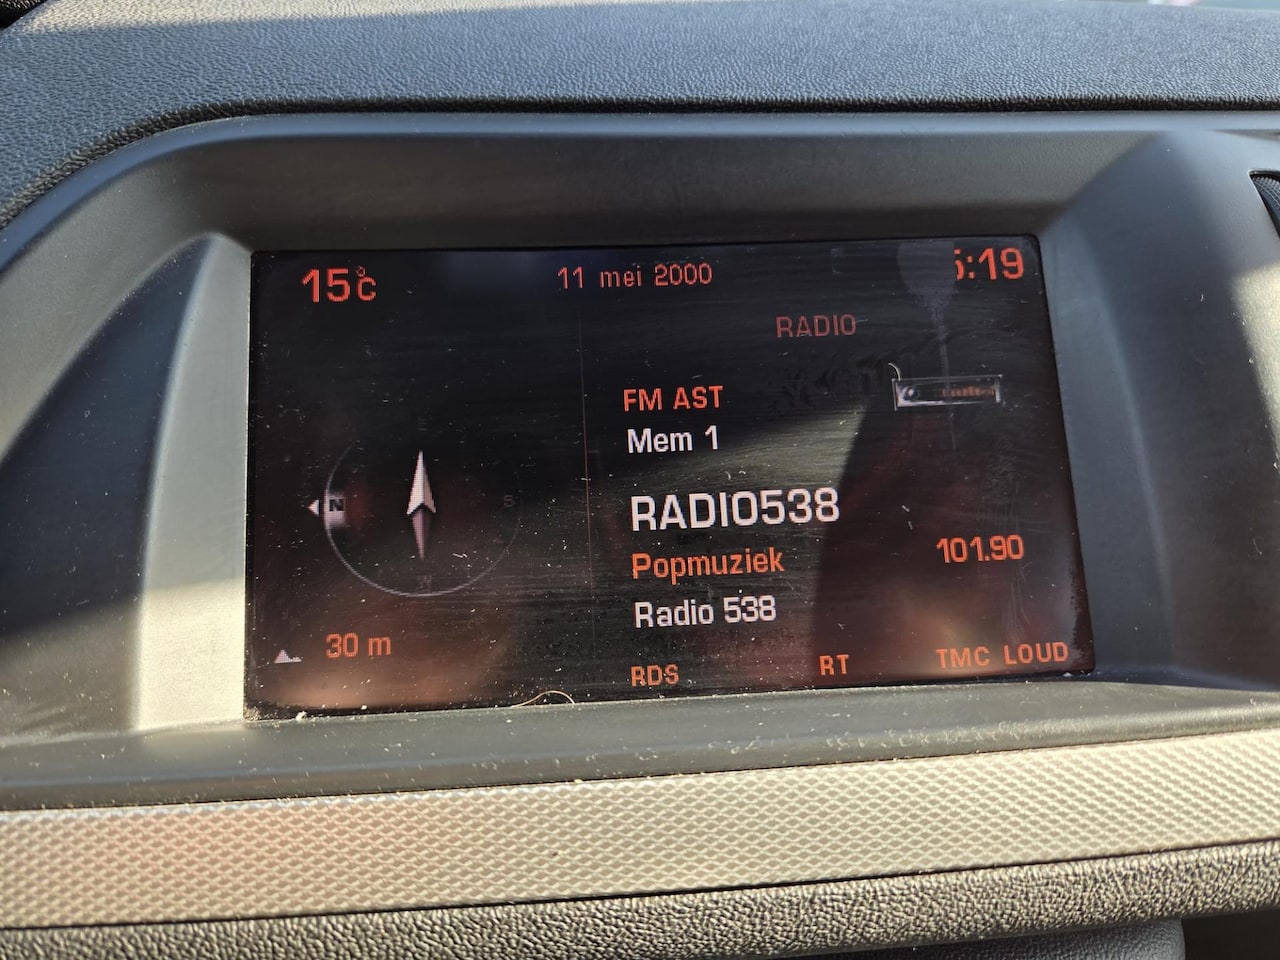 15°C
11 mei 2000
5:19
RADIO
FM AST
Mem 1
N
RADIO538
Popmuziek
101.90
Radio 538
30 m
RDS
RT
TMC LOUD